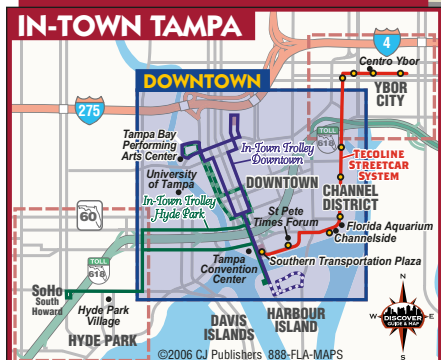 IN-TOWN TAMPA
4
Centro Ybor
DOWNTOWN
YBOR
CITY
275
Tampa Bay
Performing
Arts Center
In-Town Trolley
Downtown
TOLL
618
TECOLINE
STREETCAR
SYSTEM
University
of Tampa
DOWNTOWN
In-Town Trolley
Hyde Park
CHANNEL
DISTRICT
60
St Pete
Times Forum
Florida Aquarium
Channelside
Tampa
Convention
Center
Southern Transportation Plaza
TOLL
618
SoHo
South
Howard
Hyde Park
Village
HYDE PARK
DAVIS
ISLANDS
HARBOUR
ISLAND
N
W
E
DISCOVER
GUIDE & MAP
S
©2006 CJ Publishers 888-FLA-MAPS